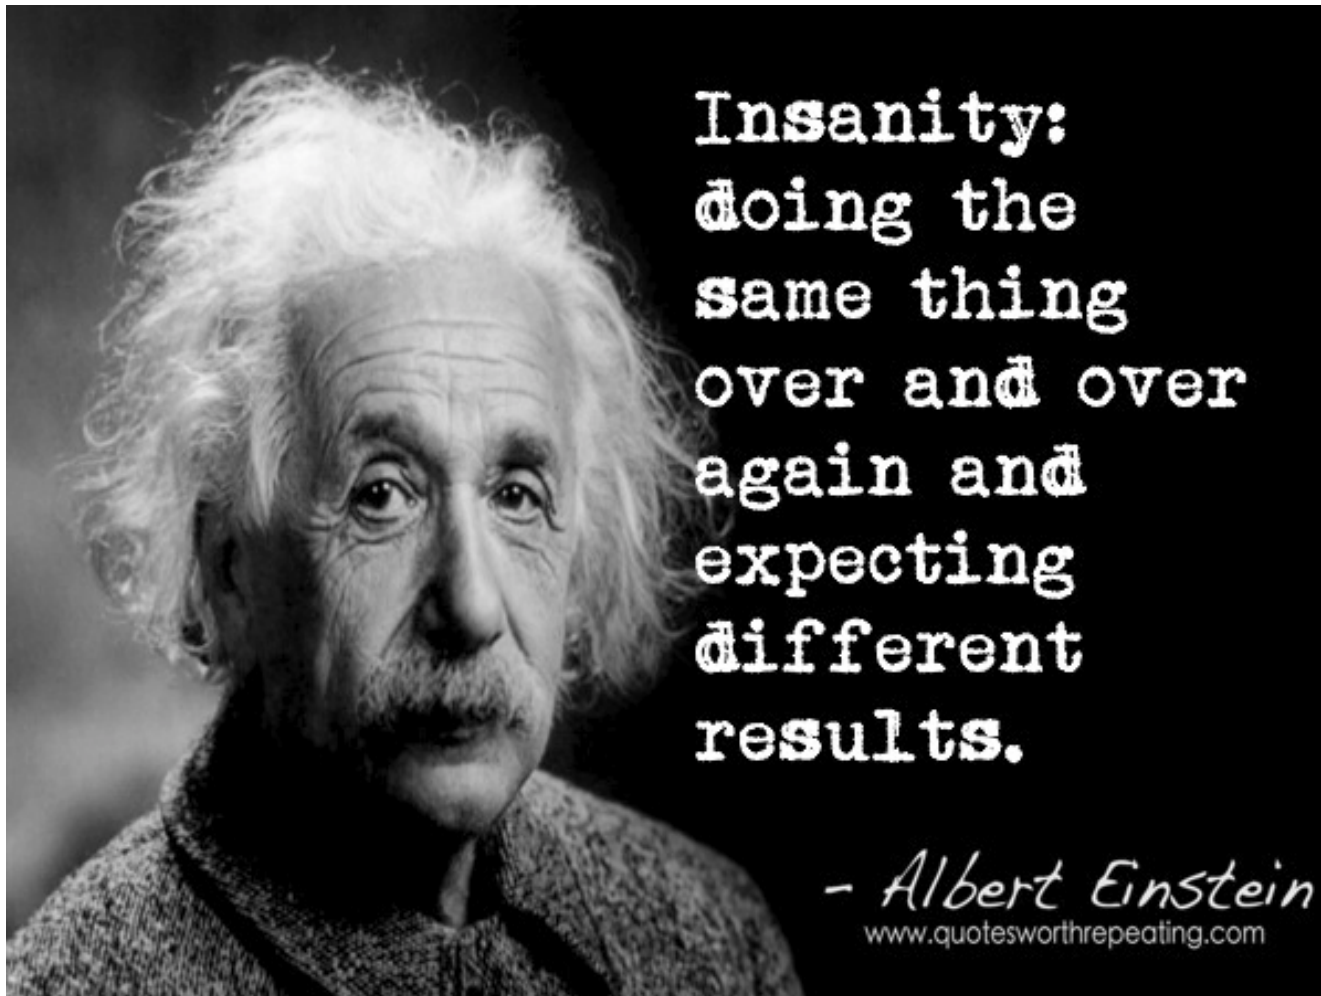 Insanity:
doing the
same thing
over and over
again and
expecting
different
results.
- Albert Einstein
www.quotesworthrepeating.com